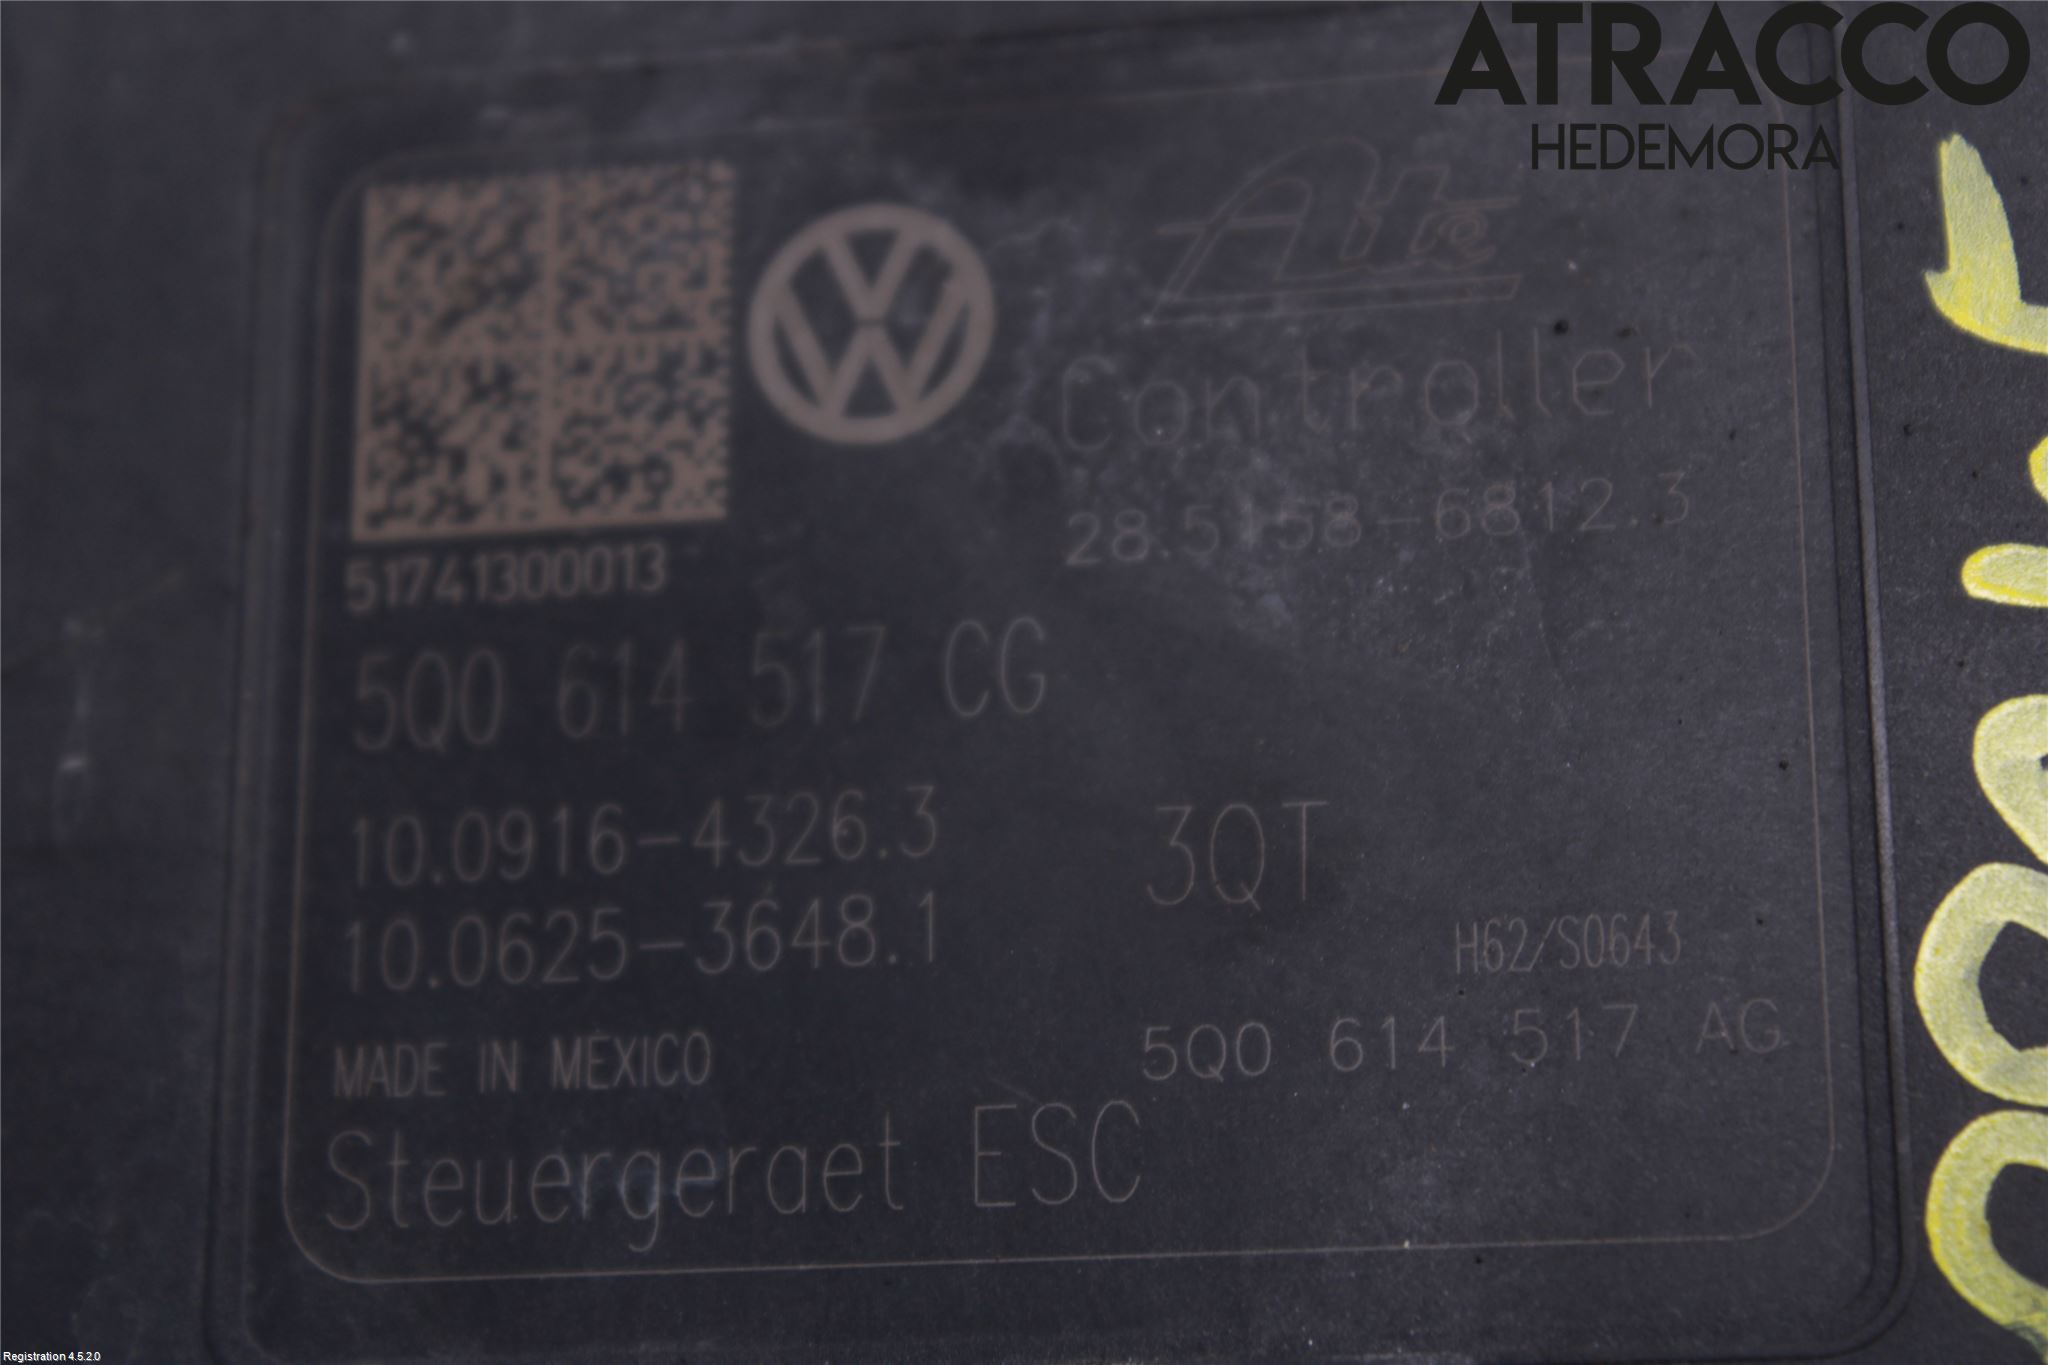 ATRACCO
HEDEMORA
Ate
Controller
28.5158-6812.3
51741300013
5Q0 614 517 CG
10.0916-4326.3
3QT
10.0625-3648.1
H62/S0643
MADE IN MEXICO
5Q0 614 517 AG
Steuergeraet ESC
Registration 4.5.2.0